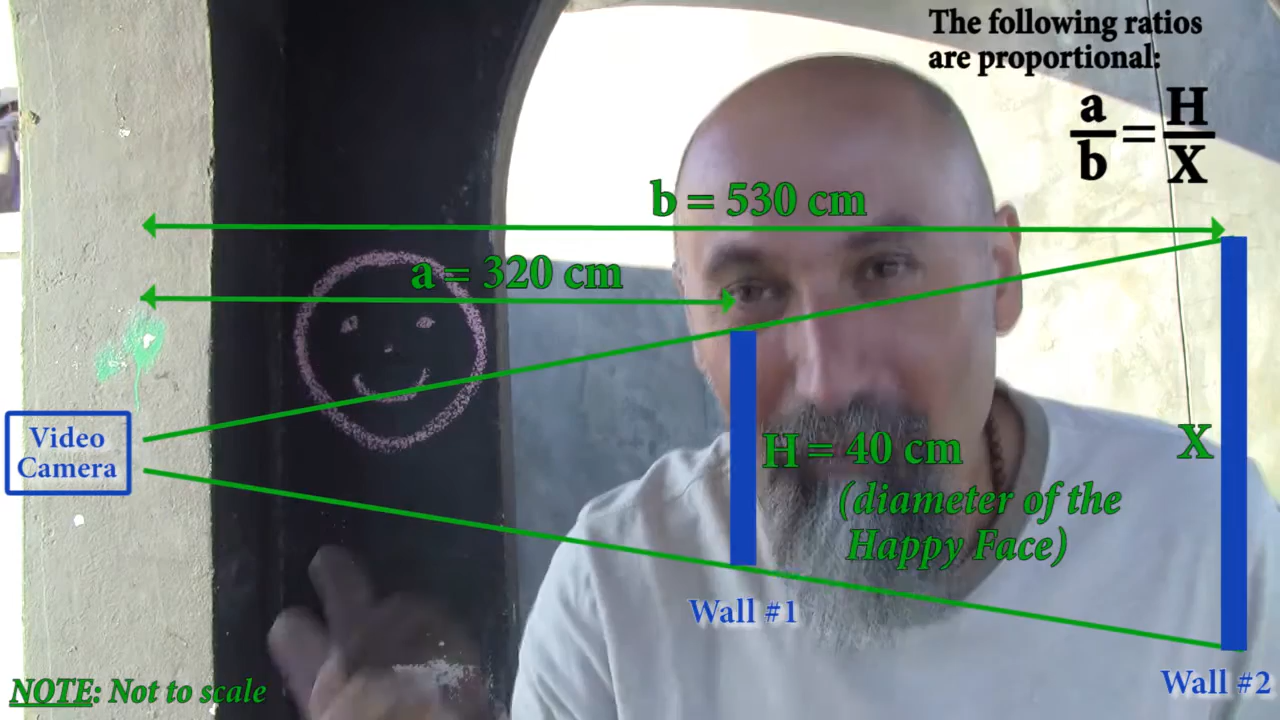 The following ratios
are proportional:
a/b = H/X
b = 530 cm
a = 320 cm
Video
Camera
H = 40 cm
X
(diameter of the
Happy Face)
Wall #1
Wall #2
NOTE: Not to scale